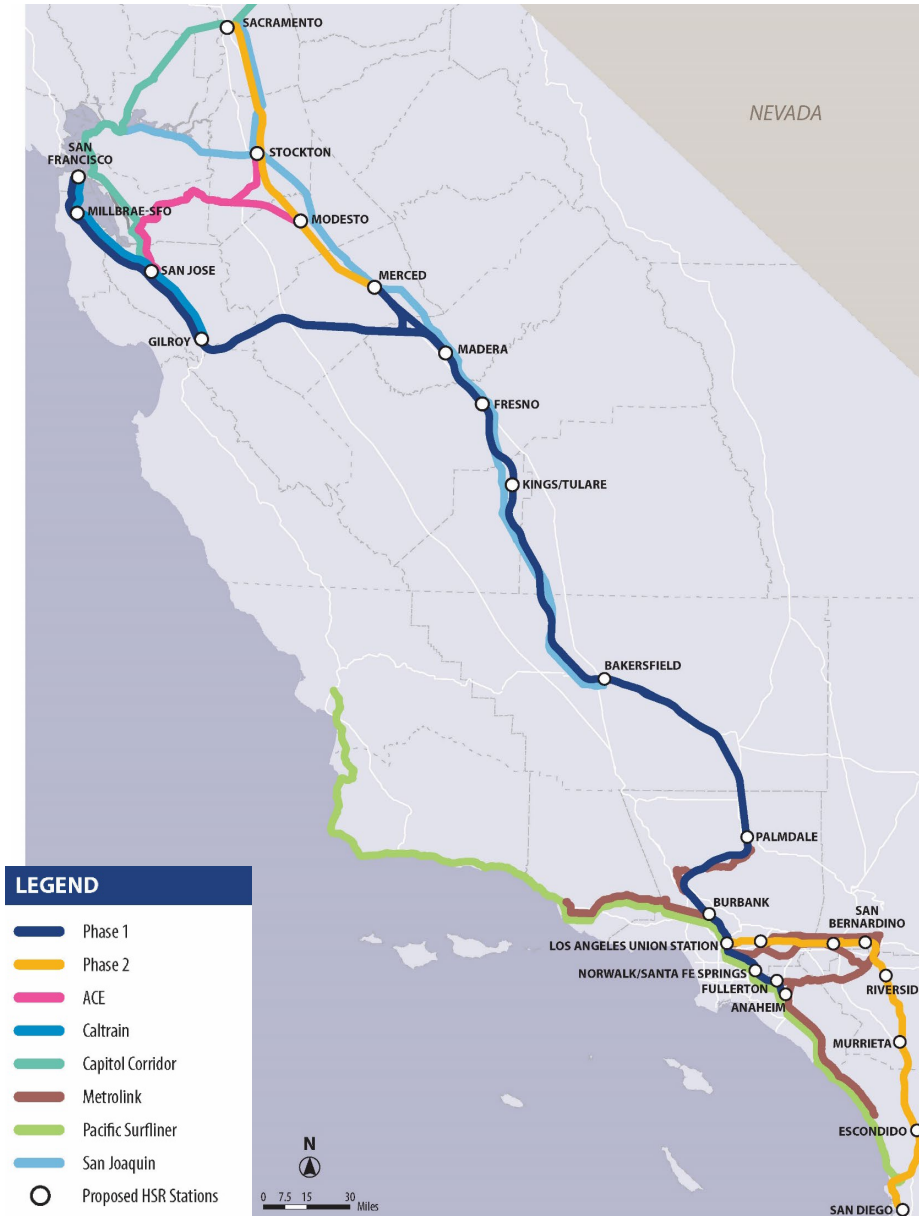 SACRAMENTO
NEVADA
SAN
FRANCISCO
STOCKTON
MILLBRAE-SFO
MODESTO
SAN JOSE
MERCED
GILROY
MADERA
FRESNO
KINGS/TULARE
BAKERSFIELD
PALMDALE
BURBANK
SAN
BERNARDINO
LOS ANGELES UNION STATION
NORWALK/SANTA FE SPRINGS
RIVERSID
FULLERTON
ANAHEIM
MURRIETA
ESCONDIDO
SAN DIEGO
LEGEND
Phase 1
Phase 2
ACE
Caltrain
Capitol Corridor
Metrolink
Pacific Surfliner
San Joaquin
Proposed HSR Stations
N
0 7.5 15 30
Miles